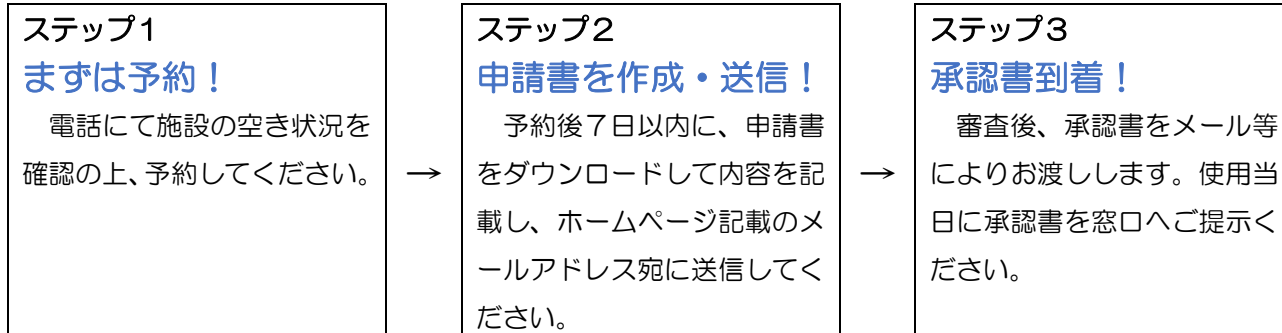 ステップ1
まずは予約！
電話にて施設の空き状況を
確認の上、予約してください。
→
ステップ2
申請書を作成・送信！
予約後７日以内に、申請書
をダウンロードして内容を記
載し、ホームページ記載のメ
ールアドレス宛に送信してく
ださい。
→
ステップ３
承認書到着！
審査後、承認書をメール等
によりお渡しします。使用当
日に承認書を窓口へご提示く
ださい。